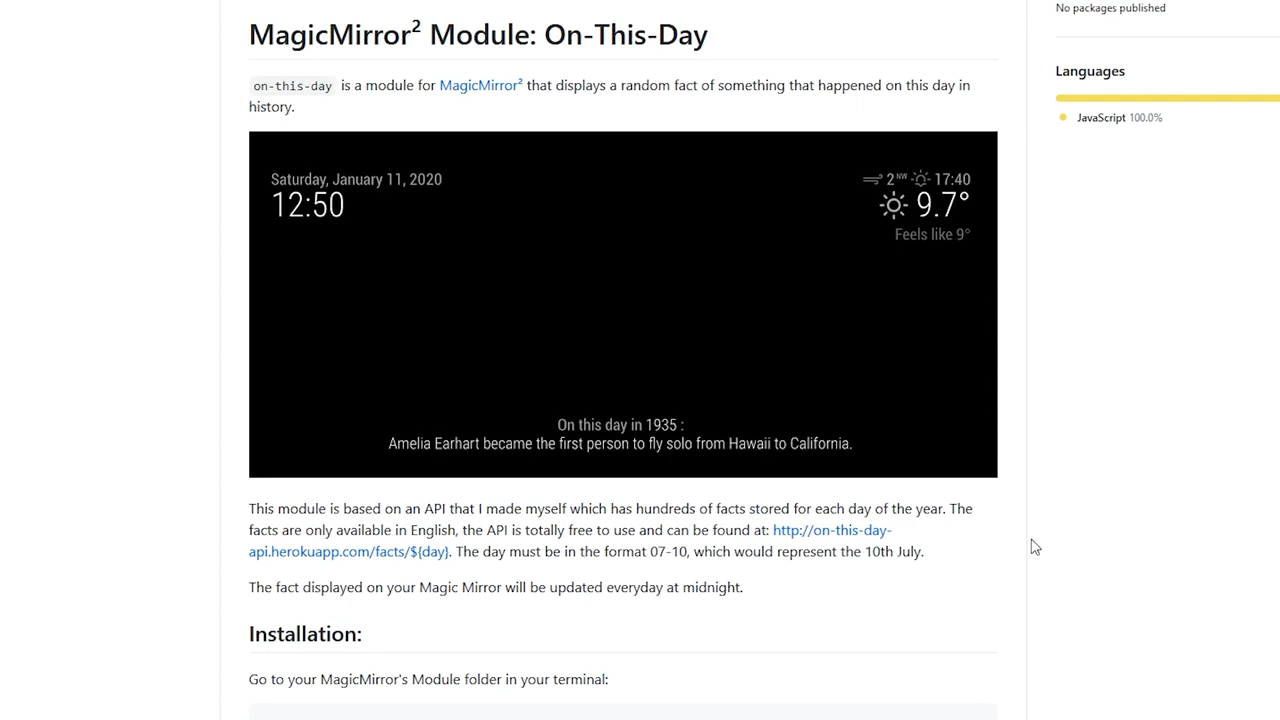 No packages published
MagicMirror² Module: On-This-Day
Languages
on-this-day is a module for MagicMirror² that displays a random fact of something that happened on this day in
history.
JavaScript 100.0%
Saturday, January 11, 2020
12:50
2 NW 17:40
9.7°
Feels like 9°
On this day in 1935 :
Amelia Earhart became the first person to fly solo from Hawaii to California.
This module is based on an API that I made myself which has hundreds of facts stored for each day of the year. The
facts are only available in English, the API is totally free to use and can be found at: http://on-this-day-
api.herokuapp.com/facts/${day}. The day must be in the format 07-10, which would represent the 10th July.
The fact displayed on your Magic Mirror will be updated everyday at midnight.
Installation:
Go to your MagicMirror's Module folder in your terminal: